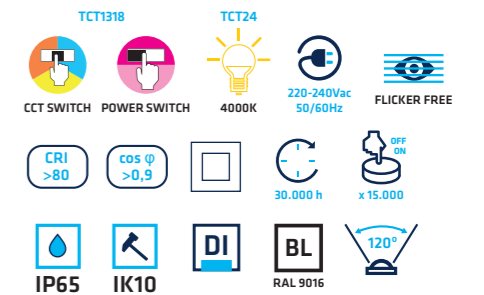 TCT1318 TCT24
CCT SWITCH POWER SWITCH 4000K 220-240Vac
50/60Hz FLICKER FREE
CRI
>80
cos φ
>0,9
30.000 h
OFF
ON
x 15.000
IP65
IK10
DI
BL
RAL 9016
120°